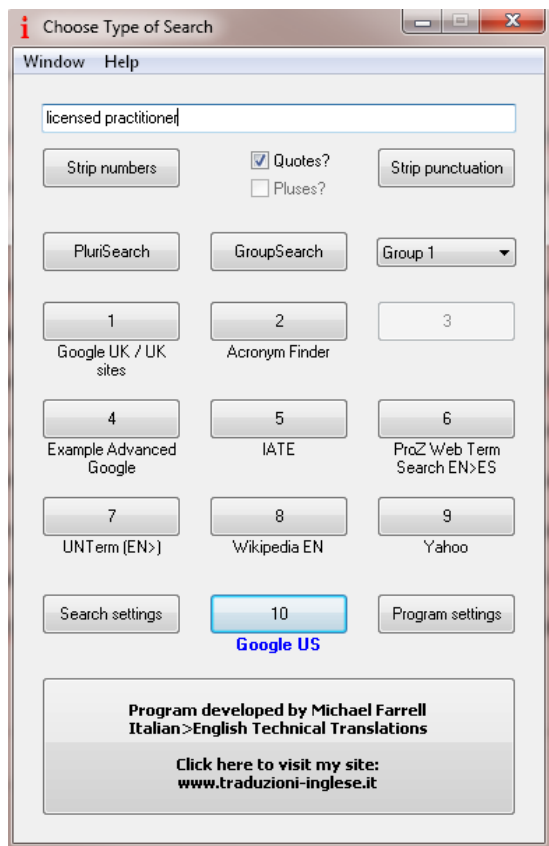 i Choose Type of Search
Window Help
licensed practitioner
Strip numbers
Quotes?
Pluses?
Strip punctuation
PluriSearch
GroupSearch
Group 1
1
Google UK / UK
sites
2
Acronym Finder
3
4
Example Advanced
Google
5
IATE
6
ProZ Web Term
Search EN>ES
7
UNTerm (EN>)
8
Wikipedia EN
9
Yahoo
Search settings
10
Google US
Program settings
Program developed by Michael Farrell
Italian>English Technical Translations
Click here to visit my site:
www.traduzioni-inglese.it